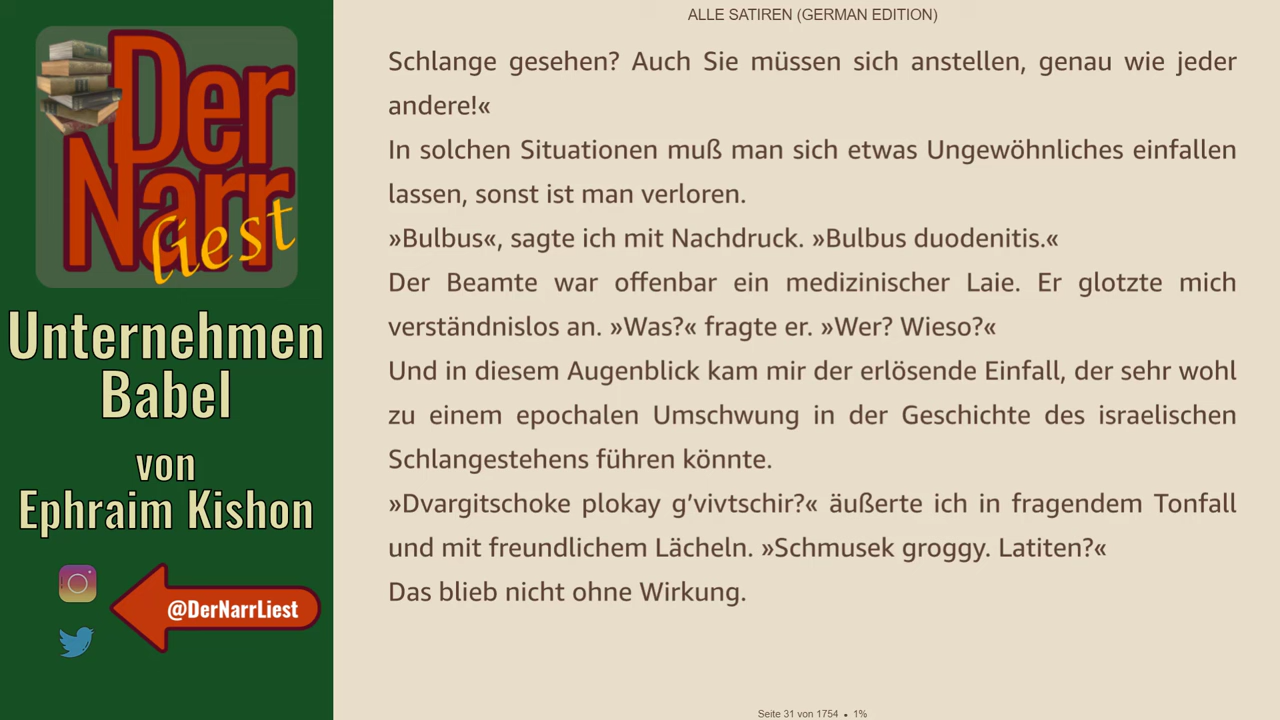 Der
Narr
liest
Unternehmen
Babel
von
Ephraim Kishon
@DerNarrLiest
ALLE SATIREN (GERMAN EDITION)
Schlange gesehen? Auch Sie müssen sich anstellen, genau wie jeder
andere!«
In solchen Situationen muß man sich etwas Ungewöhnliches einfallen
lassen, sonst ist man verloren.
»Bulbus«, sagte ich mit Nachdruck. »Bulbus duodenitis.«
Der Beamte war offenbar ein medizinischer Laie. Er glotzte mich
verständnislos an. »Was?« fragte er. »Wer? Wieso?«
Und in diesem Augenblick kam mir der erlösende Einfall, der sehr wohl
zu einem epochalen Umschwung in der Geschichte des israelischen
Schlangestehens führen könnte.
»Dvargitschoke plokay g’vivtschir?« äußerte ich in fragendem Tonfall
und mit freundlichem Lächeln. »Schmusek groggy. Latiten?«
Das blieb nicht ohne Wirkung.
Seite 31 von 1754 • 1%